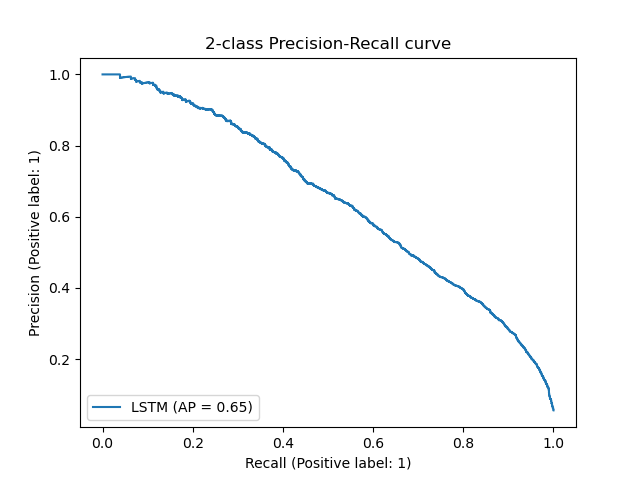 2-class Precision-Recall curve
1.0
0.8
0.6
0.4
0.2
Precision (Positive label: 1)
LSTM (AP = 0.65)
0.0 0.2 0.4 0.6 0.8 1.0
Recall (Positive label: 1)